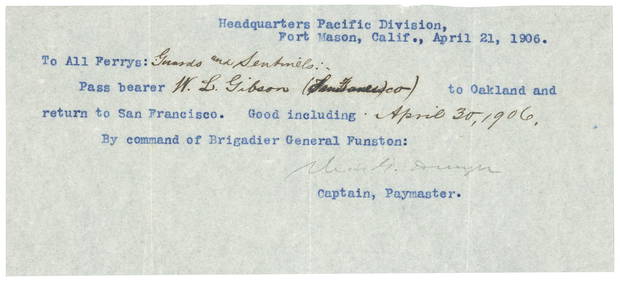 Headquarters Pacific Division,
Fort Mason, Calif., April 21, 1906.
To All Ferrys: Guards and Sentinels:
Pass bearer W. L. Gibson (San Francisco) to Oakland and
return to San Francisco. Good including April 30, 1906.
By command of Brigadier General Funston:
Captain, Paymaster.